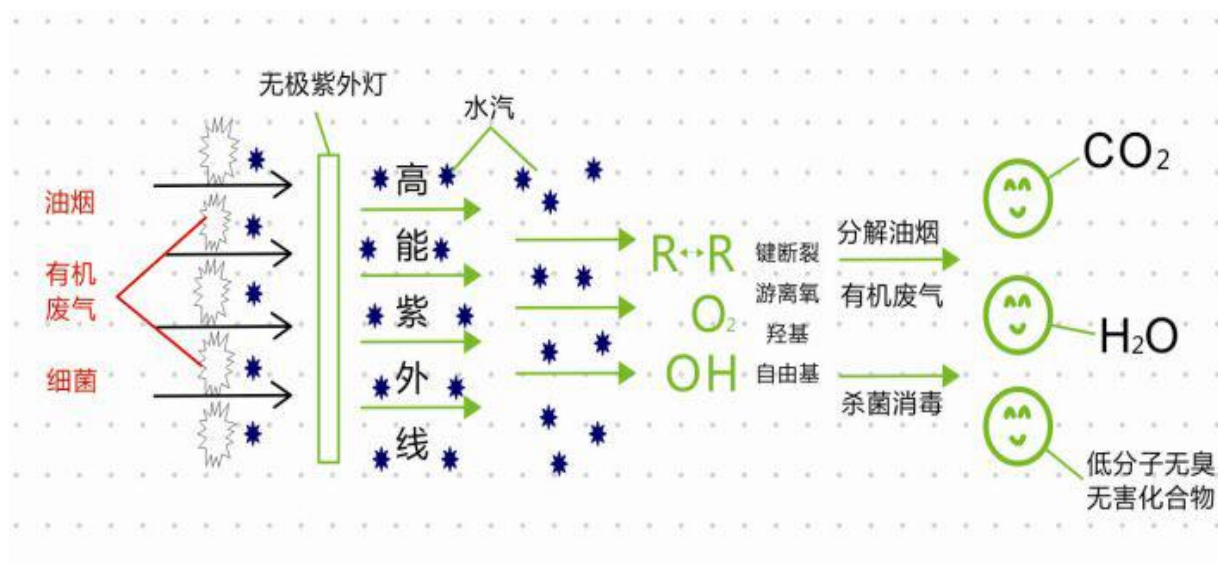 无极紫外灯
水汽
油烟
有机
废气
细菌
高
能
紫
外
线
R↔R
O₂
OH
键断裂
游离氧
羟基
自由基
分解油烟
有机废气
杀菌消毒
CO₂
H₂O
低分子无臭
无害化合物